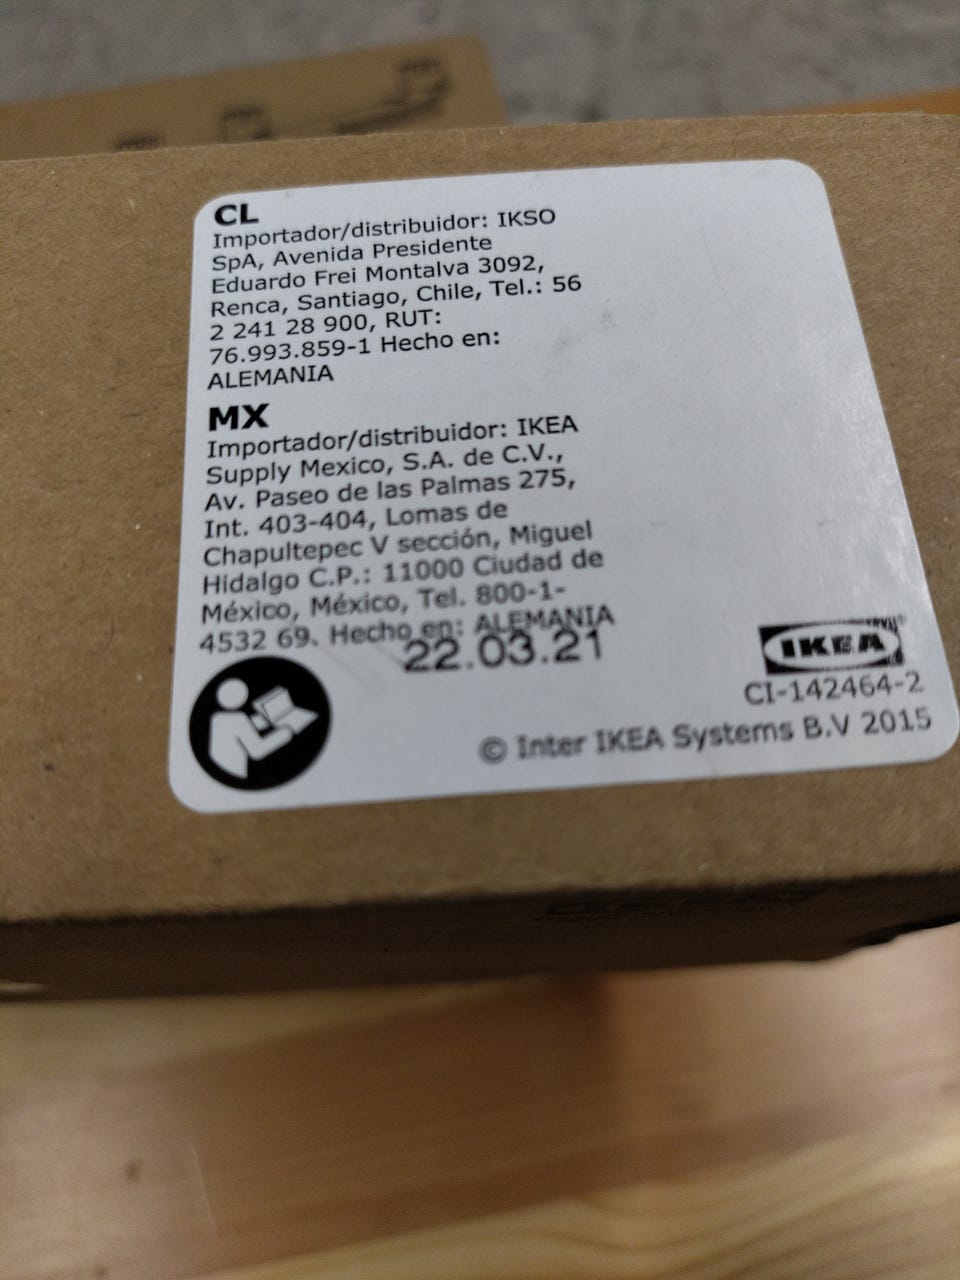 CL
Importador/distribuidor: IKSO
SpA, Avenida Presidente
Eduardo Frei Montalva 3092,
Renca, Santiago, Chile, Tel.: 56
2 241 28 900, RUT:
76.993.859-1 Hecho en:
ALEMANIA
MX
Importador/distribuidor: IKEA
Supply Mexico, S.A. de C.V.,
Av. Paseo de las Palmas 275,
Int. 403-404, Lomas de
Chapultepec V sección, Miguel
Hidalgo C.P.: 11000 Ciudad de
México, México, Tel. 800-1-
4532 69. Hecho en: ALEMANIA
22.03.21
IKEA®
CI-142464-2
© Inter IKEA Systems B.V 2015